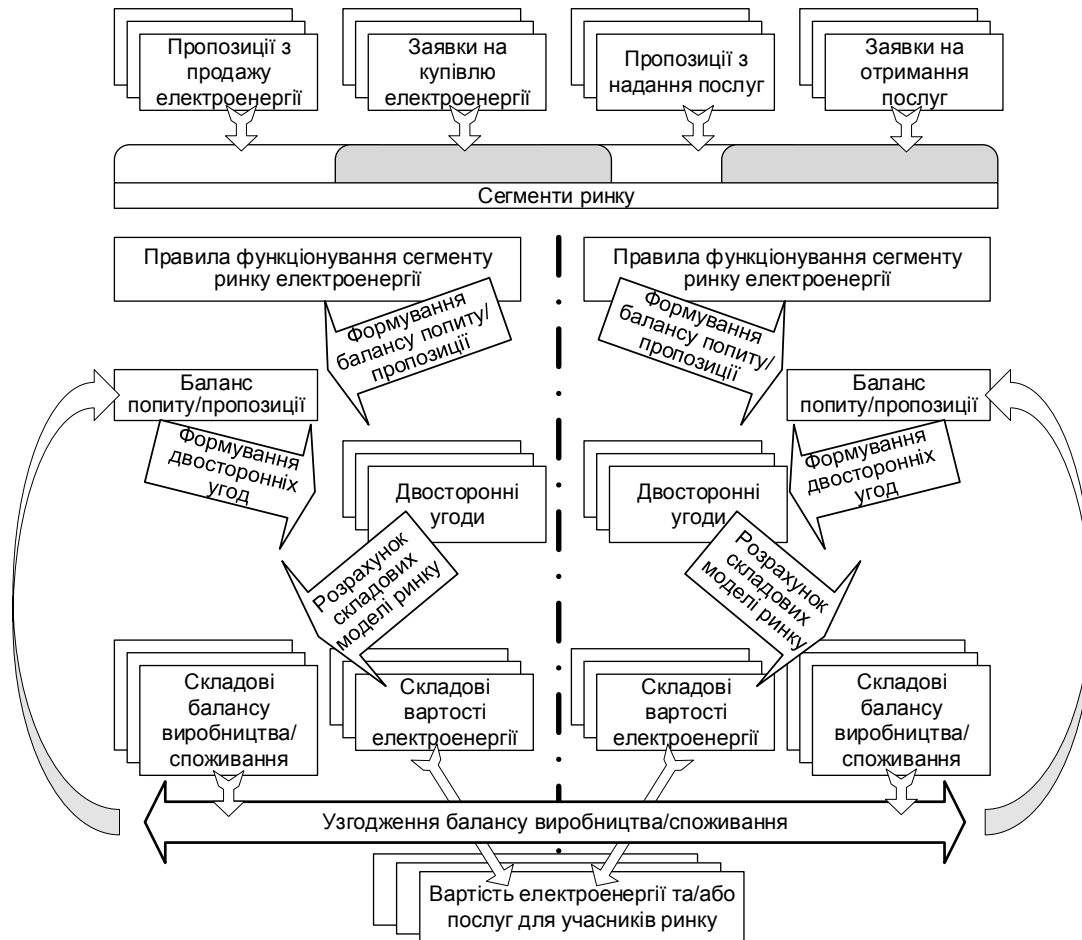 Пропозиції з
продажу
електроенергії
Заявки на
купівлю
електроенергії
Пропозиції з
надання послуг
Заявки на
отримання
послуг
Сегменти ринку
Правила функціонування сегменту
ринку електроенергії
Правила функціонування сегменту
ринку електроенергії
Формування
балансу попиту/
пропозиції
Формування
балансу попиту/
пропозиції
Баланс
попиту/пропозиції
Баланс
попиту/пропозиції
Формування
двосторонніх
угод
Формування
двосторонніх
угод
Двосторонні
угоди
Двосторонні
угоди
Розрахунок
складових
моделі ринку
Розрахунок
складових
моделі ринку
Складові
балансу
виробництва/
споживання
Складові
вартості
електроенергії
Складові
вартості
електроенергії
Складові
балансу
виробництва/
споживання
Узгодження балансу виробництва/споживання
Вартість електроенергії та/або
послуг для учасників ринку